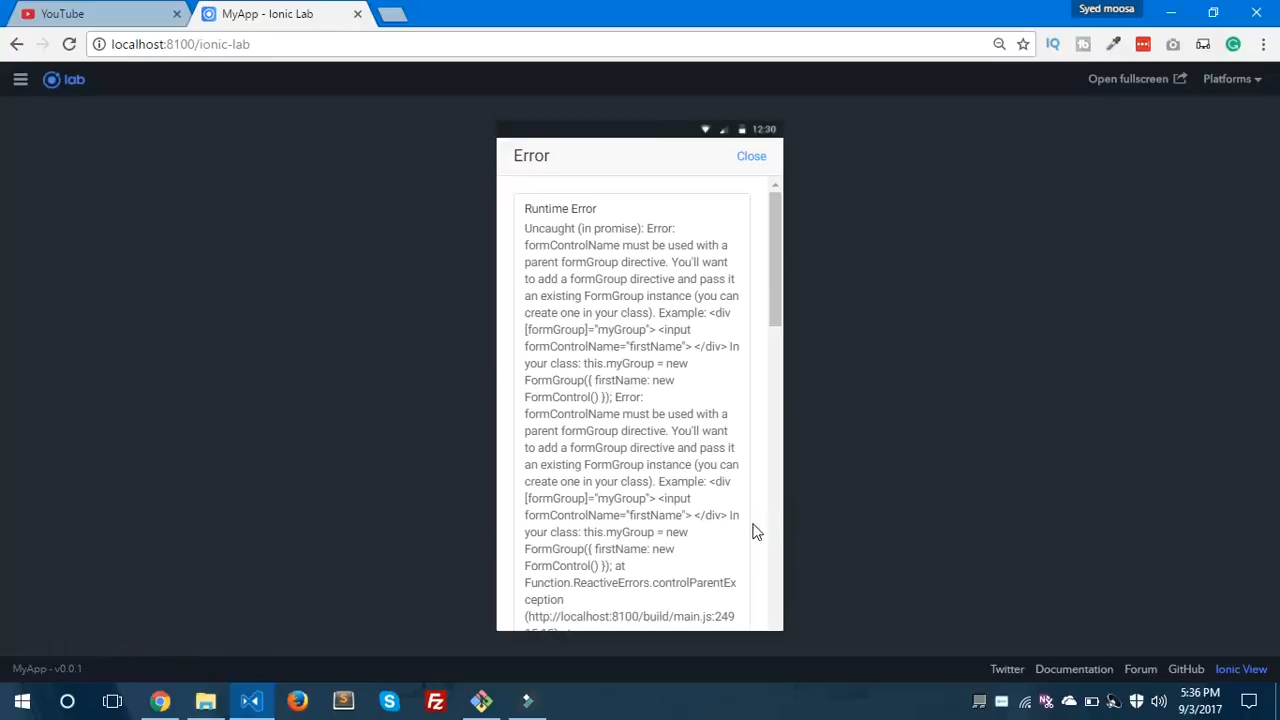 YouTube
MyApp - Ionic Lab
Syed moosa
localhost:8100/ionic-lab
lab
Open fullscreen
Platforms
12:30
Error
Close
Runtime Error
Uncaught (in promise): Error:
formControlName must be used with a
parent formGroup directive. You'll want
to add a formGroup directive and pass it
an existing FormGroup instance (you can
create one in your class). Example: <div
[formGroup]="myGroup"> <input
formControlName="firstName"> </div> In
your class: this.myGroup = new
FormGroup({ firstName: new
FormControl() }); Error:
formControlName must be used with a
parent formGroup directive. You'll want
to add a formGroup directive and pass it
an existing FormGroup instance (you can
create one in your class). Example: <div
[formGroup]="myGroup"> <input
formControlName="firstName"> </div> In
your class: this.myGroup = new
FormGroup({ firstName: new
FormControl() }); at
Function.ReactiveErrors.controlParentEx
ception
(http://localhost:8100/build/main.js:249
MyApp - v0.0.1
Twitter
Documentation
Forum
GitHub
Ionic View
5:36 PM
9/3/2017